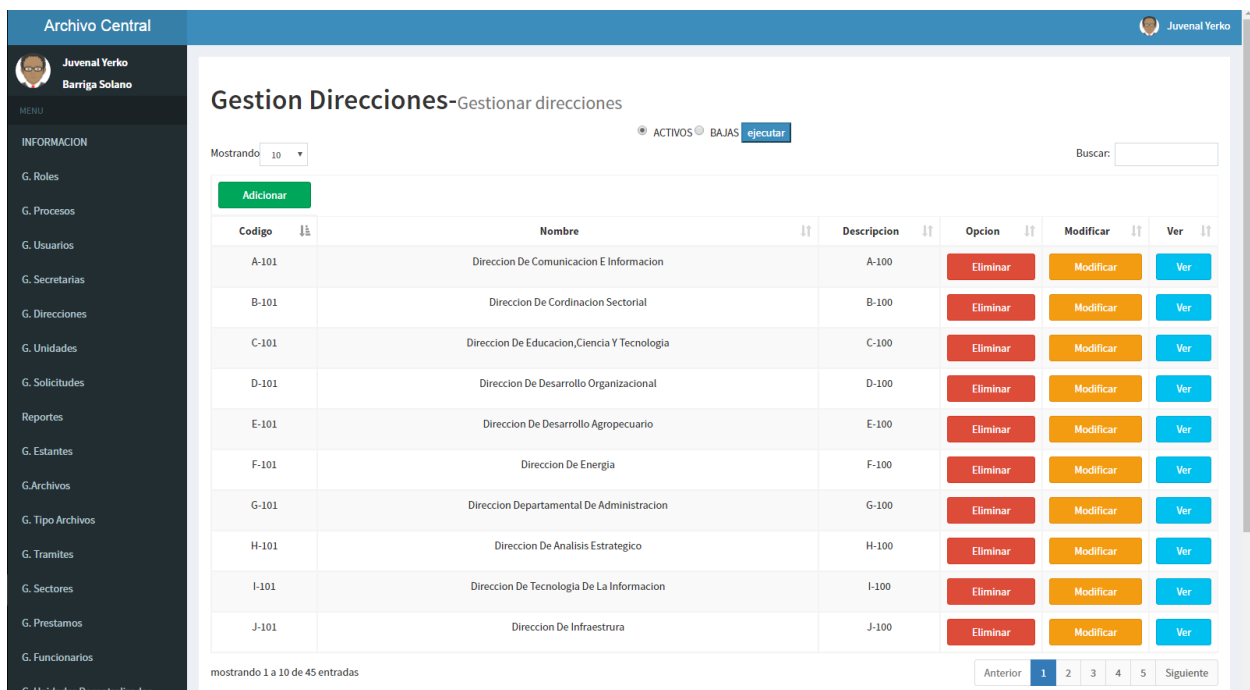 Archivo Central
Juvenal Yerko
Juvenal Yerko
Barriga Solano
MENU
INFORMACION
G. Roles
G. Procesos
G. Usuarios
G. Secretarias
G. Direcciones
G. Unidades
G. Solicitudes
Reportes
G. Estantes
G.Archivos
G. Tipo Archivos
G. Tramites
G. Sectores
G. Prestamos
G. Funcionarios
Gestion Direcciones-Gestionar direcciones
ACTIVOS BAJAS ejecutar
Mostrando 10 Buscar:
Adicionar
Codigo Nombre Descripcion Opcion Modificar Ver
A-101 Direccion De Comunicacion E Informacion A-100 Eliminar Modificar Ver
B-101 Direccion De Cordinacion Sectorial B-100 Eliminar Modificar Ver
C-101 Direccion De Educacion,Ciencia Y Tecnologia C-100 Eliminar Modificar Ver
D-101 Direccion De Desarrollo Organizacional D-100 Eliminar Modificar Ver
E-101 Direccion De Desarrollo Agropecuario E-100 Eliminar Modificar Ver
F-101 Direccion De Energia F-100 Eliminar Modificar Ver
G-101 Direccion Departamental De Administracion G-100 Eliminar Modificar Ver
H-101 Direccion De Analisis Estrategico H-100 Eliminar Modificar Ver
I-101 Direccion De Tecnologia De La Informacion I-100 Eliminar Modificar Ver
J-101 Direccion De Infraestrura J-100 Eliminar Modificar Ver
mostrando 1 a 10 de 45 entradas
Anterior 1 2 3 4 5 Siguiente